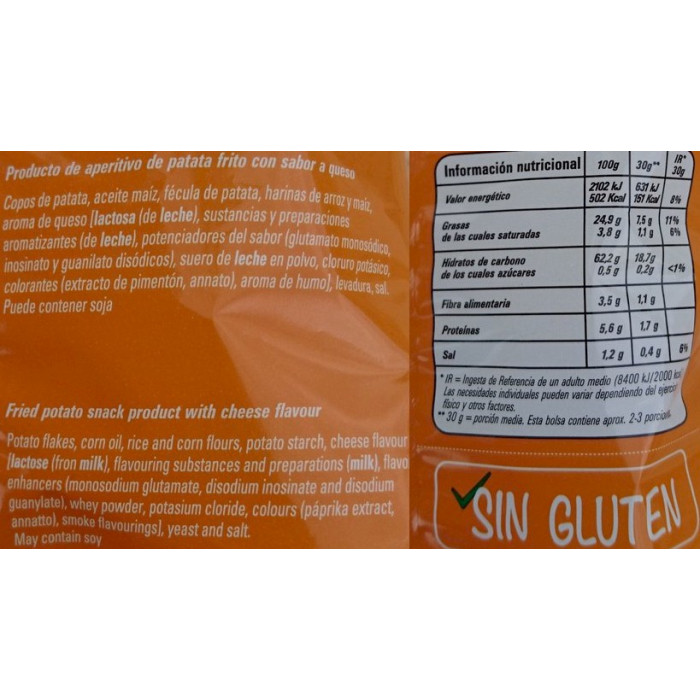 Producto de aperitivo de patata frito con sabor a queso
Copos de patata, aceite maíz, fécula de patata, harinas de arroz y maíz,
aroma de queso [lactosa (de leche), sustancias y preparaciones
aromatizantes (de leche), potenciadores del sabor (glutamato monosódico,
inosinato y guanilato disódicos), suero de leche en polvo, cloruro potásico,
colorantes (extracto de pimentón, annato), aroma de humo], levadura, sal.
Puede contener soja
Fried potato snack product with cheese flavour
Potato flakes, corn oil, rice and corn flours, potato starch, cheese flavour
[lactose (fron milk), flavouring substances and preparations (milk), flavo
enhancers (monosodium glutamate, disodium inosinate and disodium
guanylate), whey powder, potasium cloride, colours (páprika extract,
annatto), smoke flavourings], yeast and salt.
May contain soy
Información nutricional 100g 30g** IR* 30g
Valor energético 2102 kJ 502 Kcal 631 kJ 151 Kcal 8%
Grasas 24,9 g 7,5 g 11%
de las cuales saturadas 3,8 g 1,1 g 6%
Hidratos de carbono 62,2 g 18,7g
de los cuales azúcares 0,5 g 0,2g <1%
Fibra alimentaria 3,5 g 1,1 g
Proteínas 5,6 g 1,7 g
Sal 1,2 g 0,4 g 6%
* IR = Ingesta de Referencia de un adulto medio (8400 kJ/2000 kcal
Las necesidades individuales pueden variar dependiendo del ejercicio
físico y otros factores.
** 30 g = porción media. Esta bolsa contiene aprox. 2-3 porciones.
SIN GLUTEN